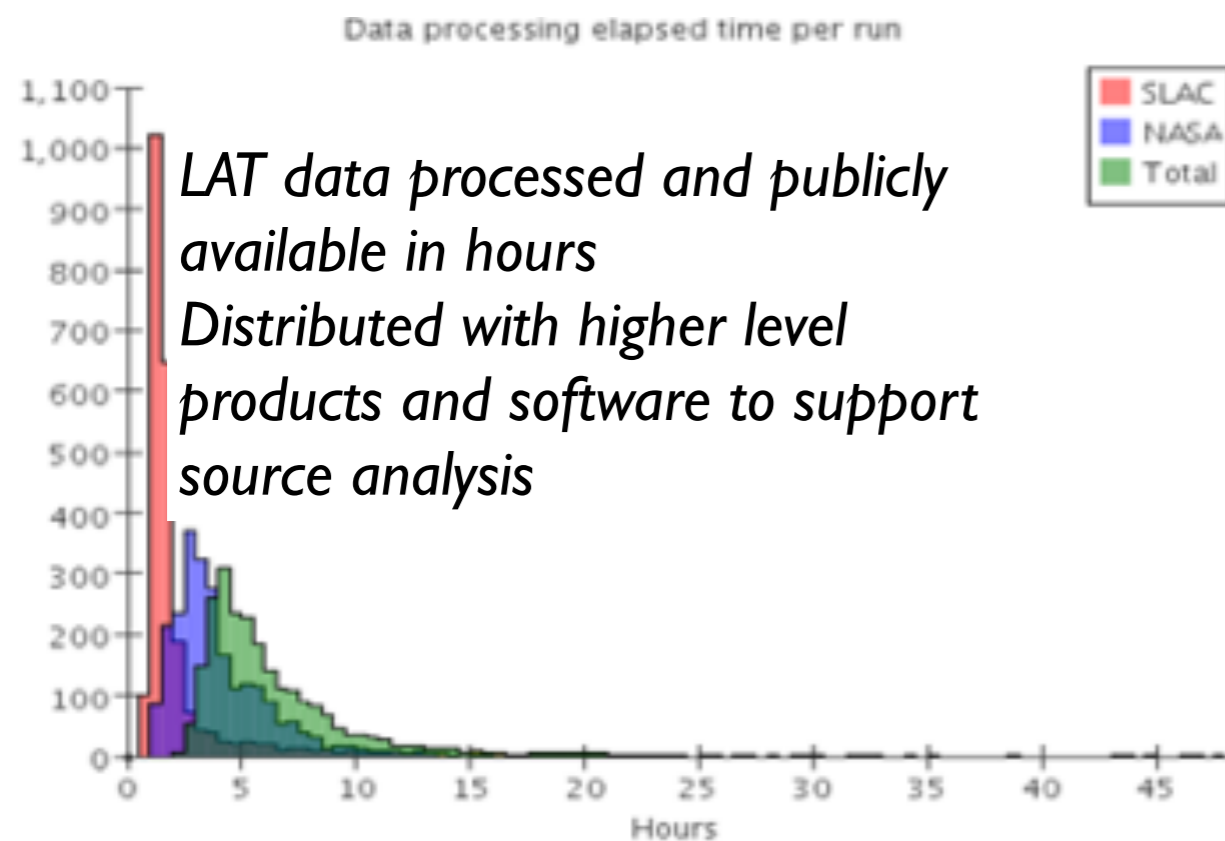 Data processing elapsed time per run
1,100
1,000
900
800
700
600
500
400
300
200
100
0
SLAC
NASA
Total
LAT data processed and publicly
available in hours
Distributed with higher level
products and software to support
source analysis
0 5 10 15 20 25 30 35 40 45
Hours